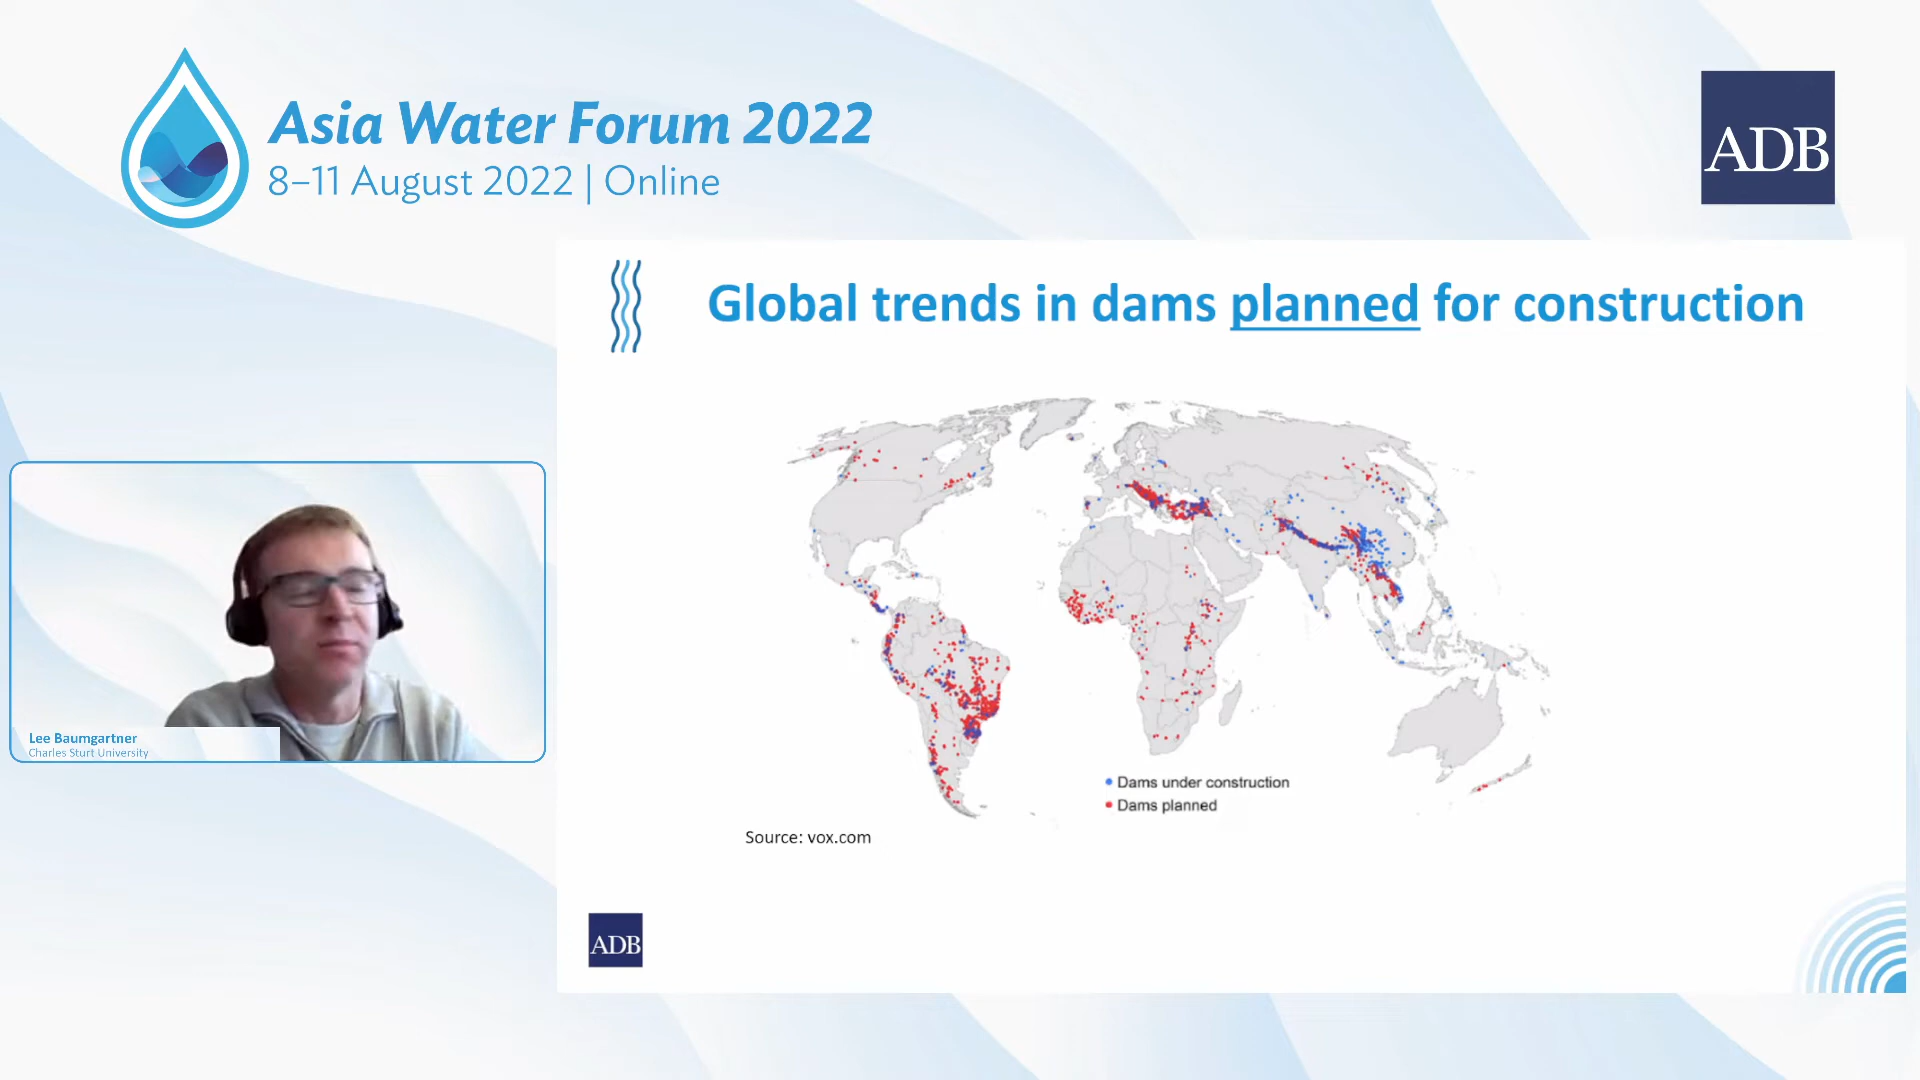 Asia Water Forum 2022
8–11 August 2022 | Online
ADB
Global trends in dams planned for construction
Dams under construction
Dams planned
Source: vox.com
Lee Baumgartner
Charles Sturt University
ADB